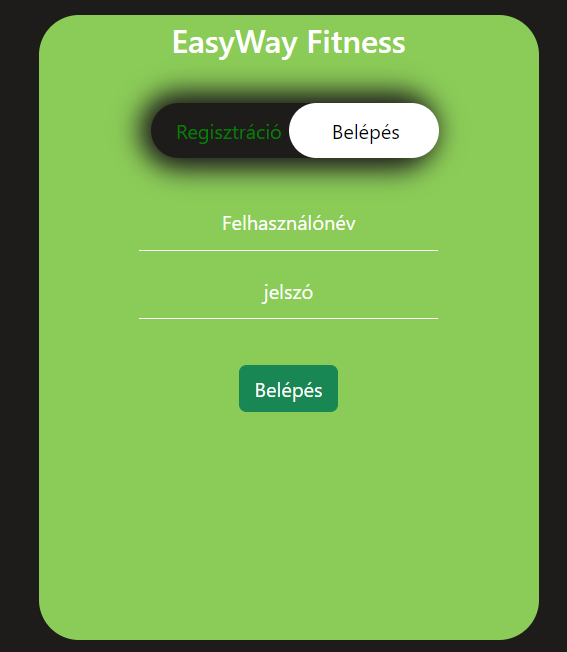 EasyWay Fitness
Regisztráció Belépés
Felhasználónév
jelszó
Belépés